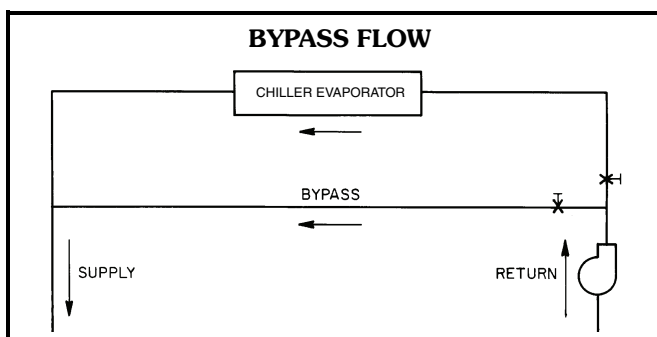 BYPASS FLOW
CHILLER EVAPORATOR
BYPASS
SUPPLY
RETURN